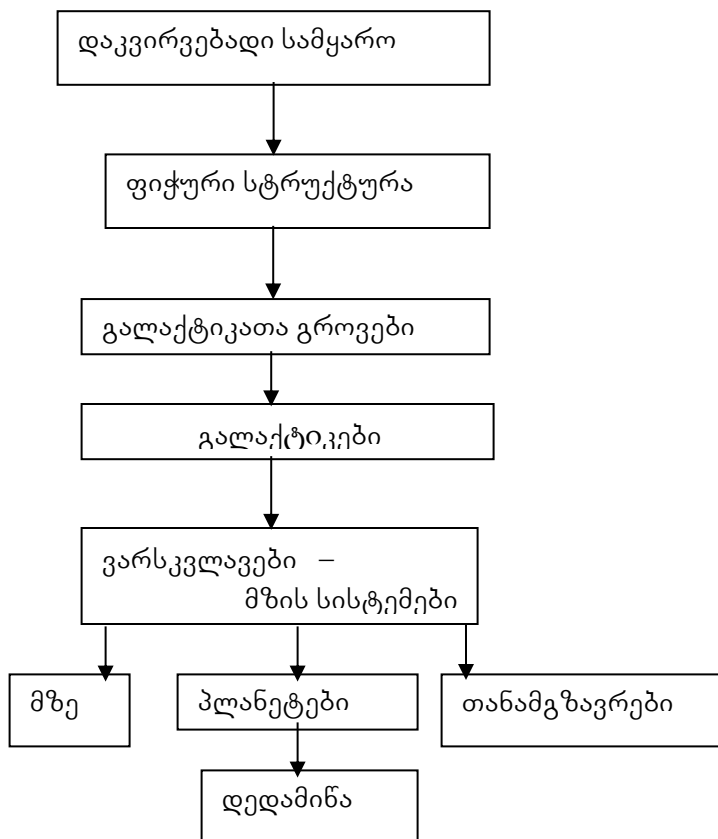 დაკვირვებადი სამყარო
ფიჭური სტრუქტურა
გალაქტიკათა გროვები
გალაქტიკები
ვარსკვლავები –
მზის სისტემები
მზე
პლანეტები
თანამგზავრები
დედამიწა